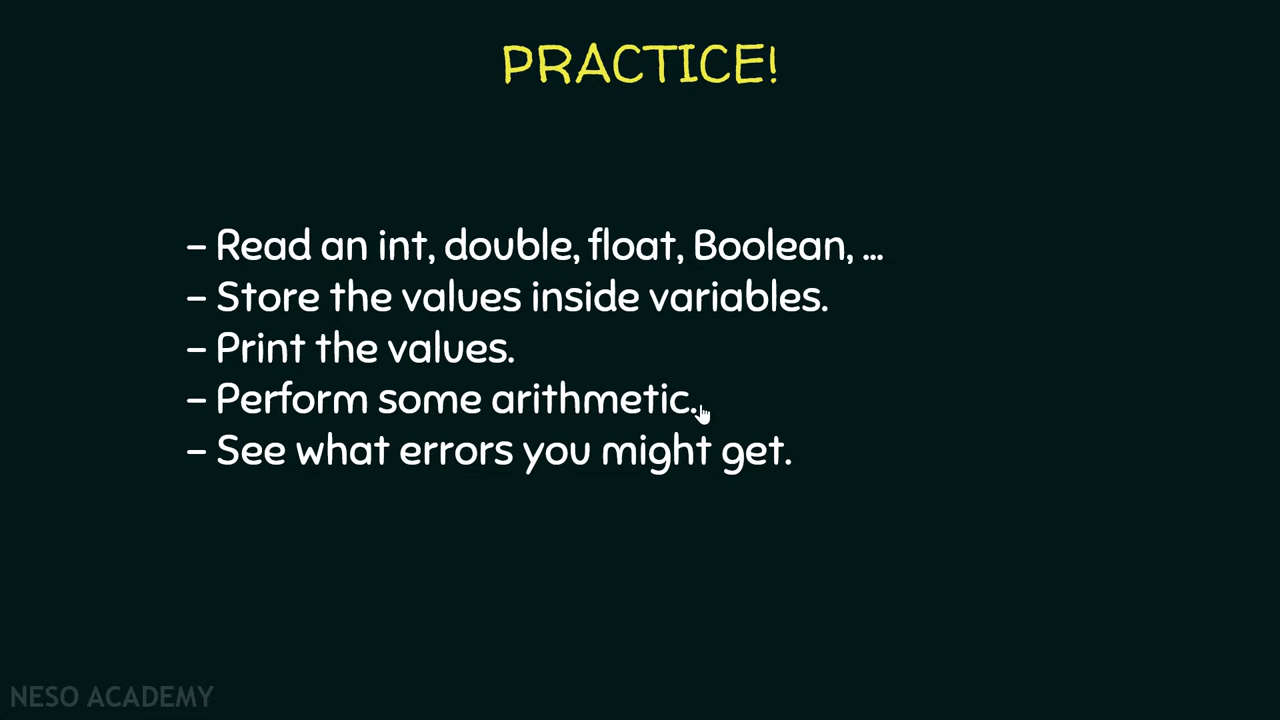 PRACTICE!
– Read an int, double, float, Boolean, ...
– Store the values inside variables.
– Print the values.
– Perform some arithmetic.
– See what errors you might get.
NESO ACADEMY